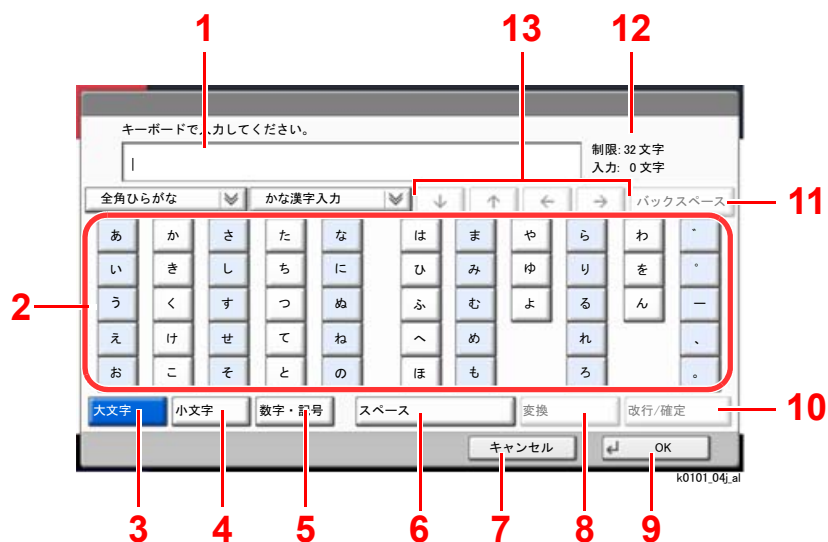 1 13 12
キーボードで入力してください。
制限: 32 文字
入力: 0 文字
全角ひらがな かな漢字入力 ↓ ↑ ← → バックスペース 11
あ か さ た な は ま や ら わ ゛
い き し ち に ひ み ゆ り を ゜
2 う く す つ ぬ ふ む よ る ん ー
え け せ て ね へ め れ 、
お こ そ と の ほ も ろ 。
大文字 小文字 数字・記号 スペース 変換 改行/確定 10
キャンセル OK
k0101_04j_al
3 4 5 6 7 8 9